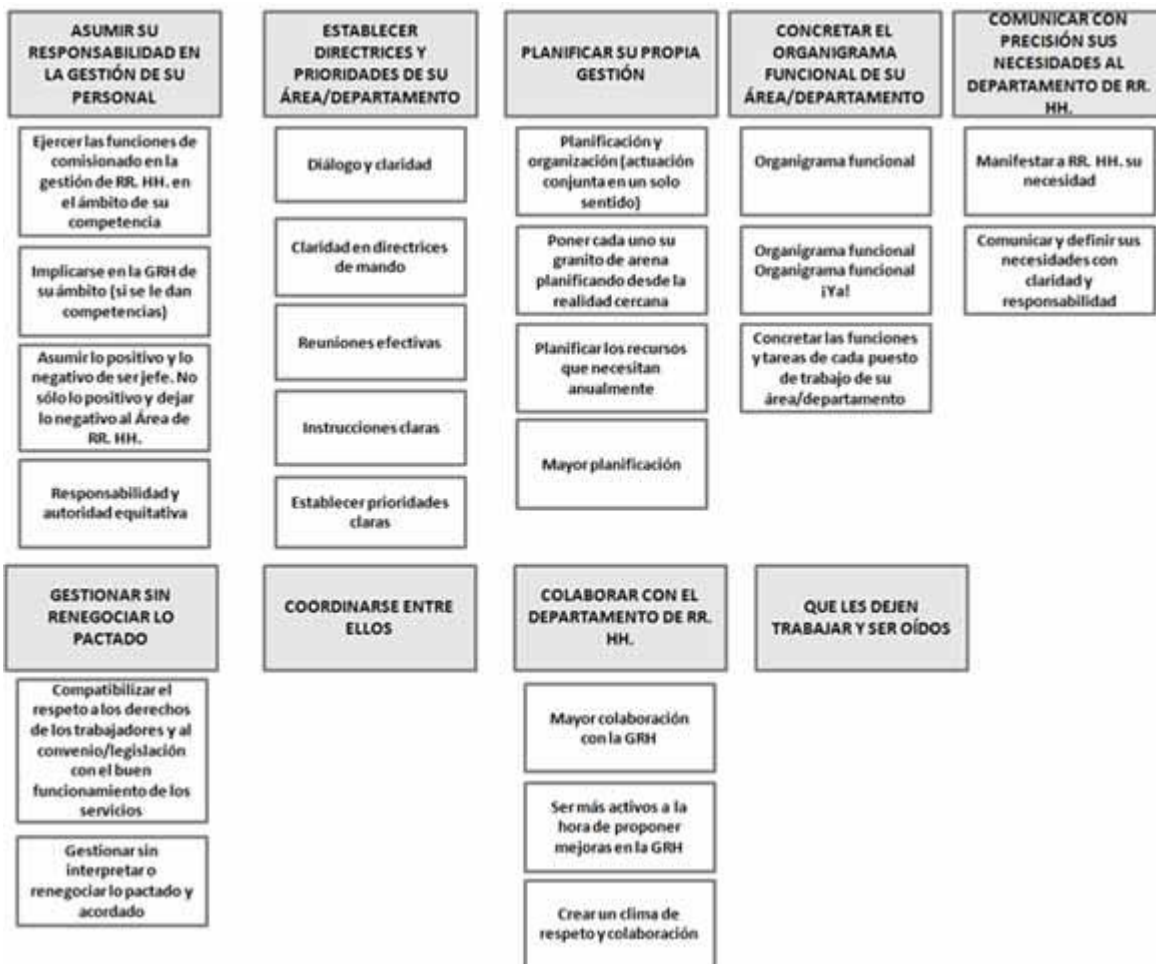 ASUMIR SU
RESPONSABILIDAD EN
LA GESTIÓN DE SU
PERSONAL
Ejercer las funciones de
comisionado en la
gestión de RR. HH. en
el ámbito de su
competencia
Implicarse en la GRH de
su ámbito (si se le dan
competencias)
Asumir lo positivo y lo
negativo de ser jefe. No
sólo lo positivo y dejar
lo negativo al Área de
RR. HH.
Responsabilidad y
autoridad equitativa
ESTABLECER
DIRECTRICES Y
PRIORIDADES DE SU
ÁREA/DEPARTAMENTO
Diálogo y claridad
Claridad en directrices
de mando
Reuniones efectivas
Instrucciones claras
Establecer prioridades
claras
PLANIFICAR SU PROPIA
GESTIÓN
Planificación y
organización (actuación
conjunta en un solo
sentido)
Poner cada uno su
granito de arena
planificando desde la
realidad cercana
Planificar los recursos
que necesitan
anualmente
Mayor planificación
CONCRETAR EL
ORGANIGRAMA
FUNCIONAL DE SU
ÁREA/DEPARTAMENTO
Organigrama funcional
Organigrama funcional
Organigrama funcional
¡Ya!
Concretar las funciones
y tareas de cada puesto
de trabajo de su
área/departamento
COMUNICAR CON
PRECISIÓN SUS
NECESIDADES AL
DEPARTAMENTO DE RR.
HH.
Manifestar a RR. HH. su
necesidad
Comunicar y definir sus
necesidades con
claridad y
responsabilidad
GESTIONAR SIN
RENEGOCIAR LO
PACTADO
Compatibilizar el
respeto a los derechos
de los trabajadores y al
convenio/legislación
con el buen
funcionamiento de los
servicios
Gestionar sin
interpretar o
renegociar lo pactado y
acordado
COORDINARSE ENTRE
ELLOS
COLABORAR CON EL
DEPARTAMENTO DE RR.
HH.
Mayor colaboración
con la GRH
Ser más activos a la
hora de proponer
mejoras en la GRH
Crear un clima de
respeto y colaboración
QUE LES DEJEN
TRABAJAR Y SER OÍDOS